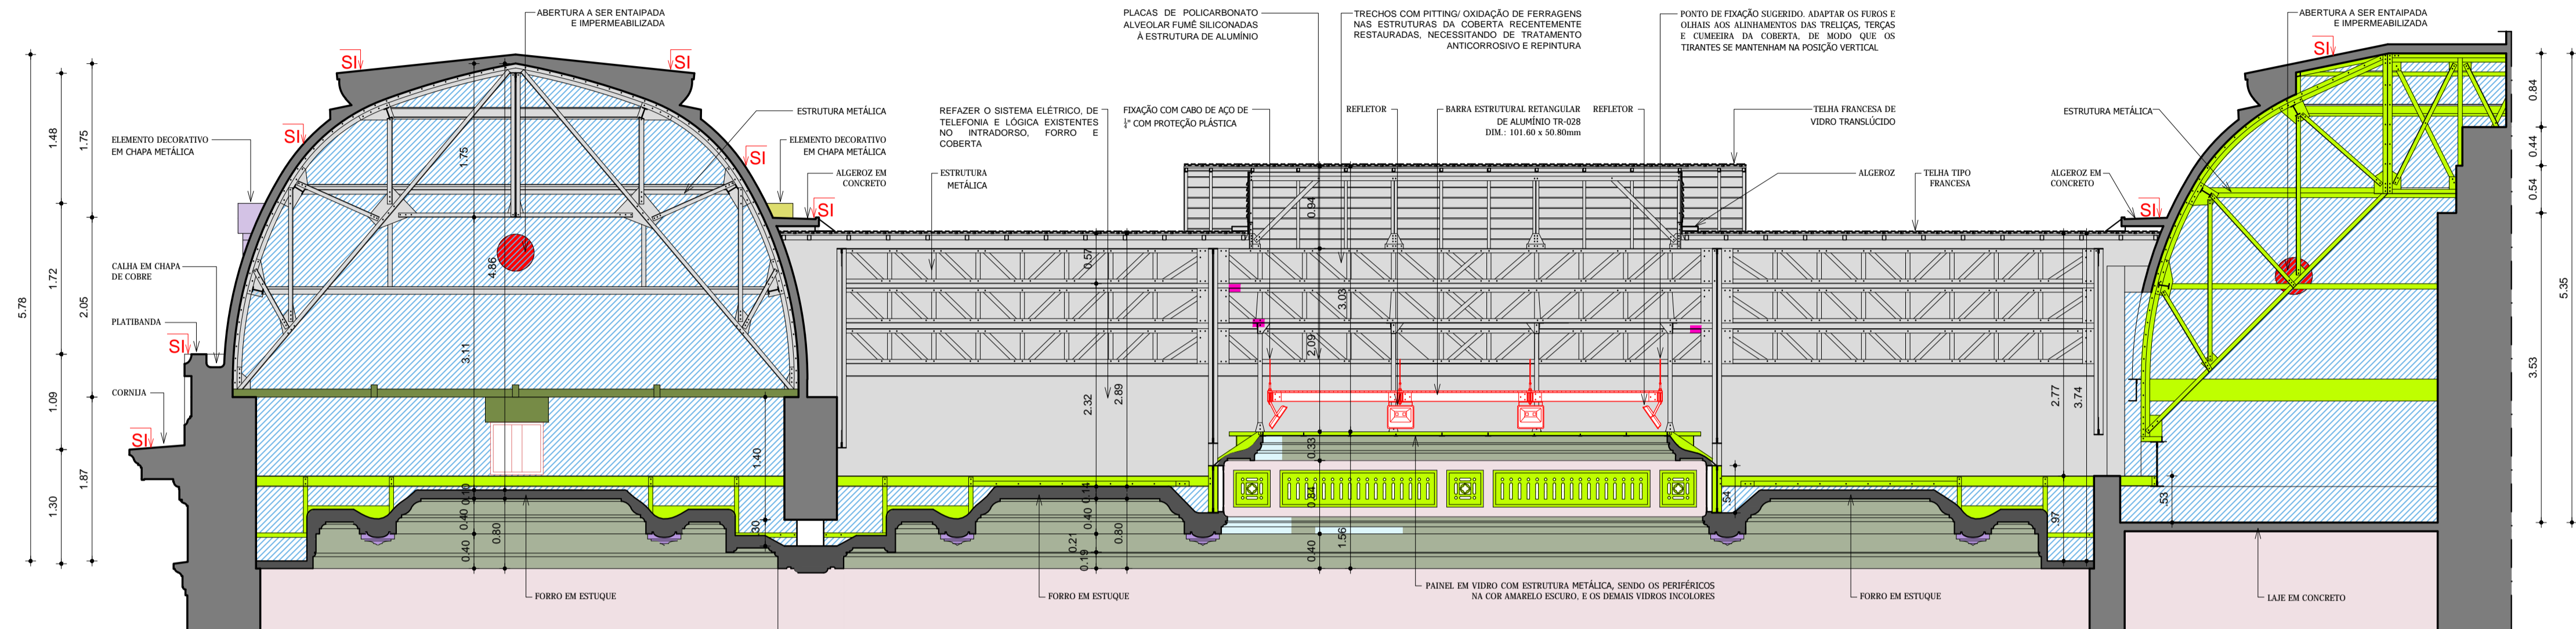 ABERTURA A SER ENTAIPADA
E IMPERMEABILIZADA
PLACAS DE POLICARBONATO
ALVEOLAR FUMÊ SILICONADAS
À ESTRUTURA DE ALUMÍNIO
TRECHOS COM PITTING/ OXIDAÇÃO DE FERRAGENS
NAS ESTRUTURAS DA COBERTA RECENTEMENTE
RESTAURADAS, NECESSITANDO DE TRATAMENTO
ANTICORROSIVO E REPINTURA
PONTO DE FIXAÇÃO SUGERIDO. ADAPTAR OS FUROS E
OLHAIS AOS ALINHAMENTOS DAS TRELIÇAS, TERÇAS
E CUMEEIRA DA COBERTA, DE MODO QUE OS
TIRANTES SE MANTENHAM NA POSIÇÃO VERTICAL
ABERTURA A SER ENTAIPADA
E IMPERMEABILIZADA
SI
SI
SI
SI
SI
SI
SI
SI
SI
SI
ELEMENTO DECORATIVO
EM CHAPA METÁLICA
ESTRUTURA METÁLICA
ELEMENTO DECORATIVO
EM CHAPA METÁLICA
ALGEROZ EM
CONCRETO
REFAZER O SISTEMA ELÉTRICO, DE
TELEFONIA E LÓGICA EXISTENTES
NO INTRADORSO, FORRO E
COBERTA
ESTRUTURA
METÁLICA
FIXAÇÃO COM CABO DE AÇO DE
¼" COM PROTEÇÃO PLÁSTICA
REFLETOR
BARRA ESTRUTURAL RETANGULAR
DE ALUMÍNIO TR-028
DIM.: 101.60 x 50.80mm
REFLETOR
TELHA FRANCESA DE
VIDRO TRANSLÚCIDO
ALGEROZ
TELHA TIPO
FRANCESA
ESTRUTURA METÁLICA
ALGEROZ EM
CONCRETO
CALHA EM CHAPA
DE COBRE
PLATIBANDA
CORNIJA
5.78
1.48
1.72
1.09
1.30
1.75
2.05
1.87
1.75
4.86
3.11
0.10
0.40
0.40
0.80
1.40
.30
0.57
2.32
2.89
0.14
0.40
0.21
0.19
0.80
0.94
3.03
2.09
0.33
0.84
0.40
1.56
.54
2.77
3.74
.97
.53
0.84
0.44
0.54
3.53
5.35
FORRO EM ESTUQUE
FORRO EM ESTUQUE
PAINEL EM VIDRO COM ESTRUTURA METÁLICA, SENDO OS PERIFÉRICOS
NA COR AMARELO ESCURO, E OS DEMAIS VIDROS INCOLORES
FORRO EM ESTUQUE
LAJE EM CONCRETO